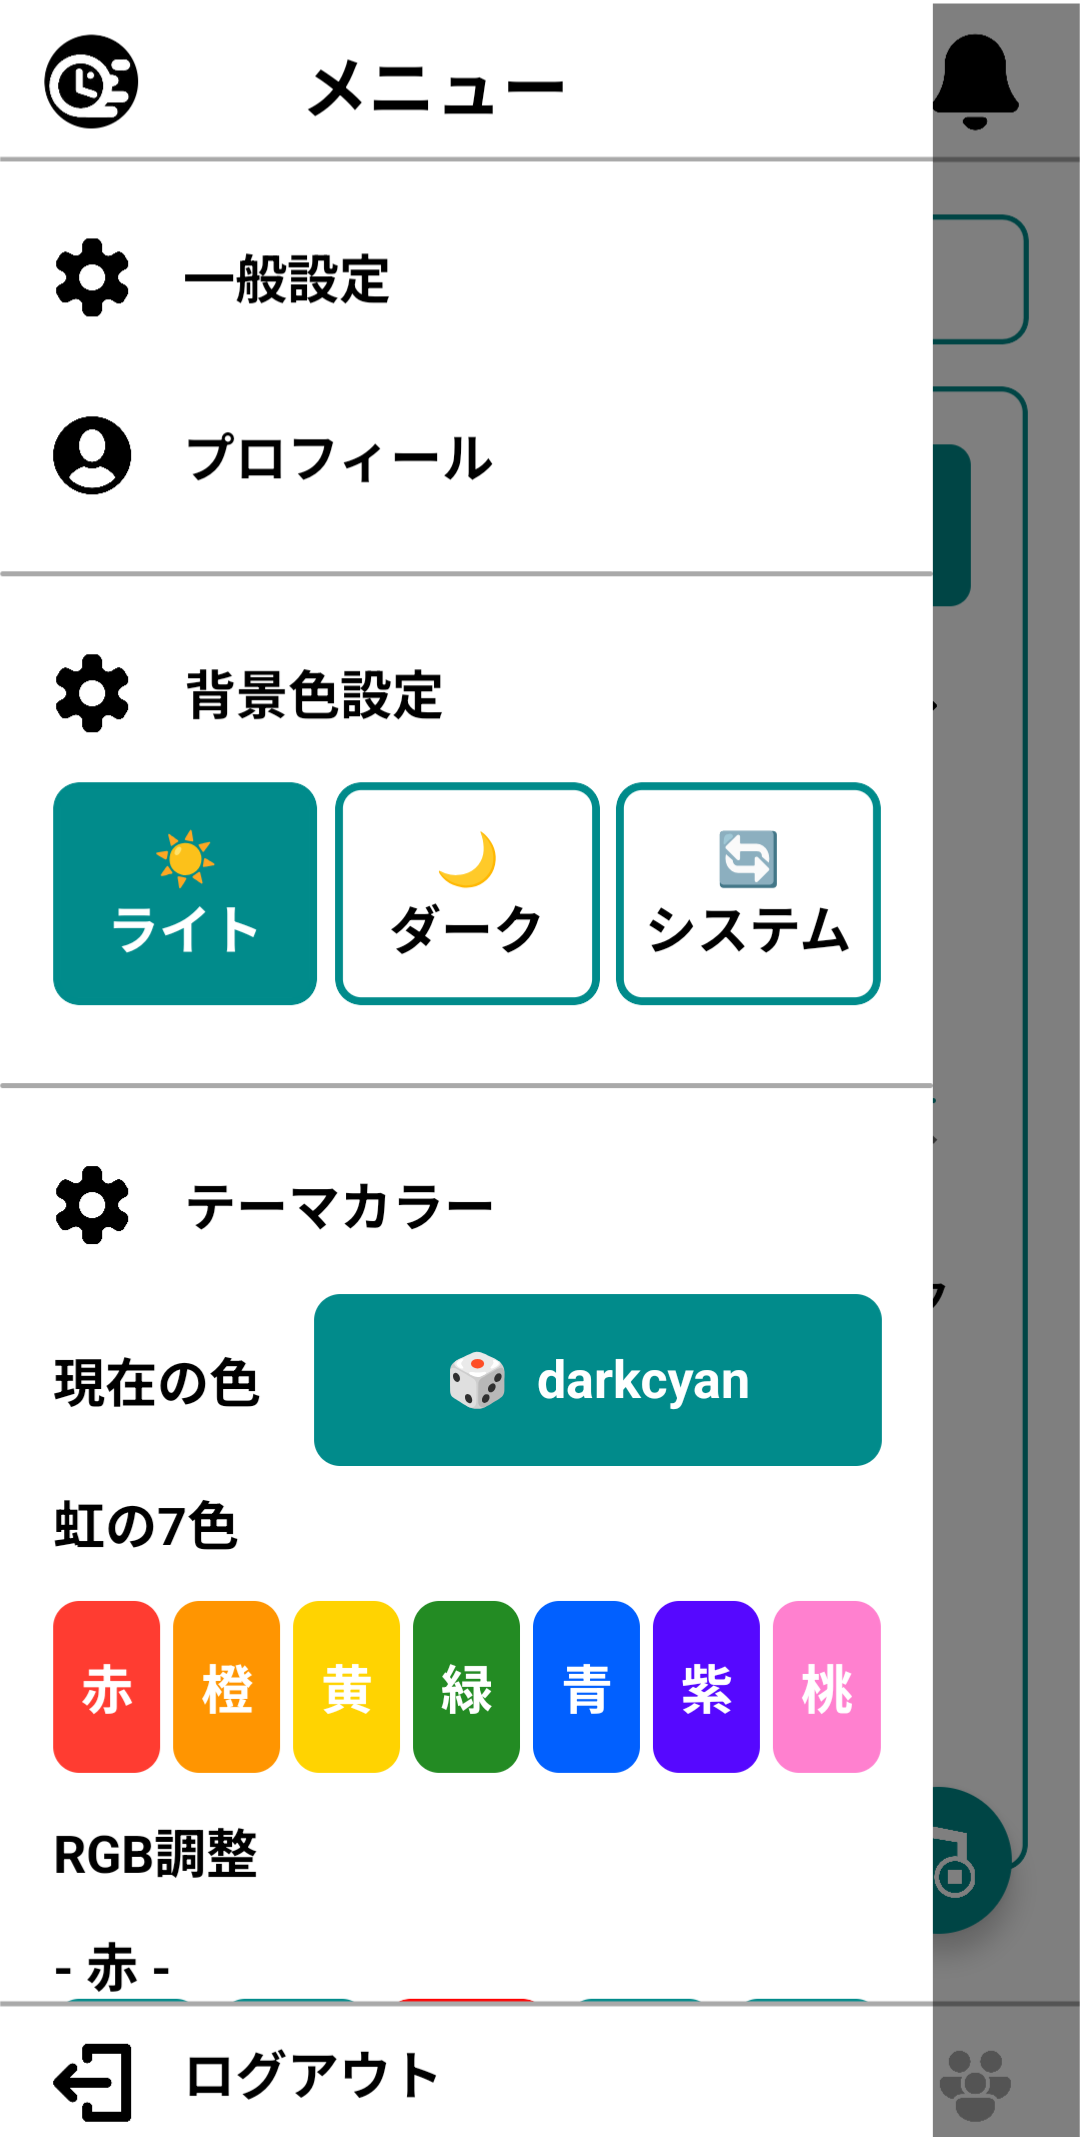 メニュー
一般設定
プロフィール
背景色設定
ライト
ダーク
システム
テーマカラー
現在の色
darkcyan
虹の7色
赤
橙
黄
緑
青
紫
桃
RGB調整
- 赤 -
ログアウト